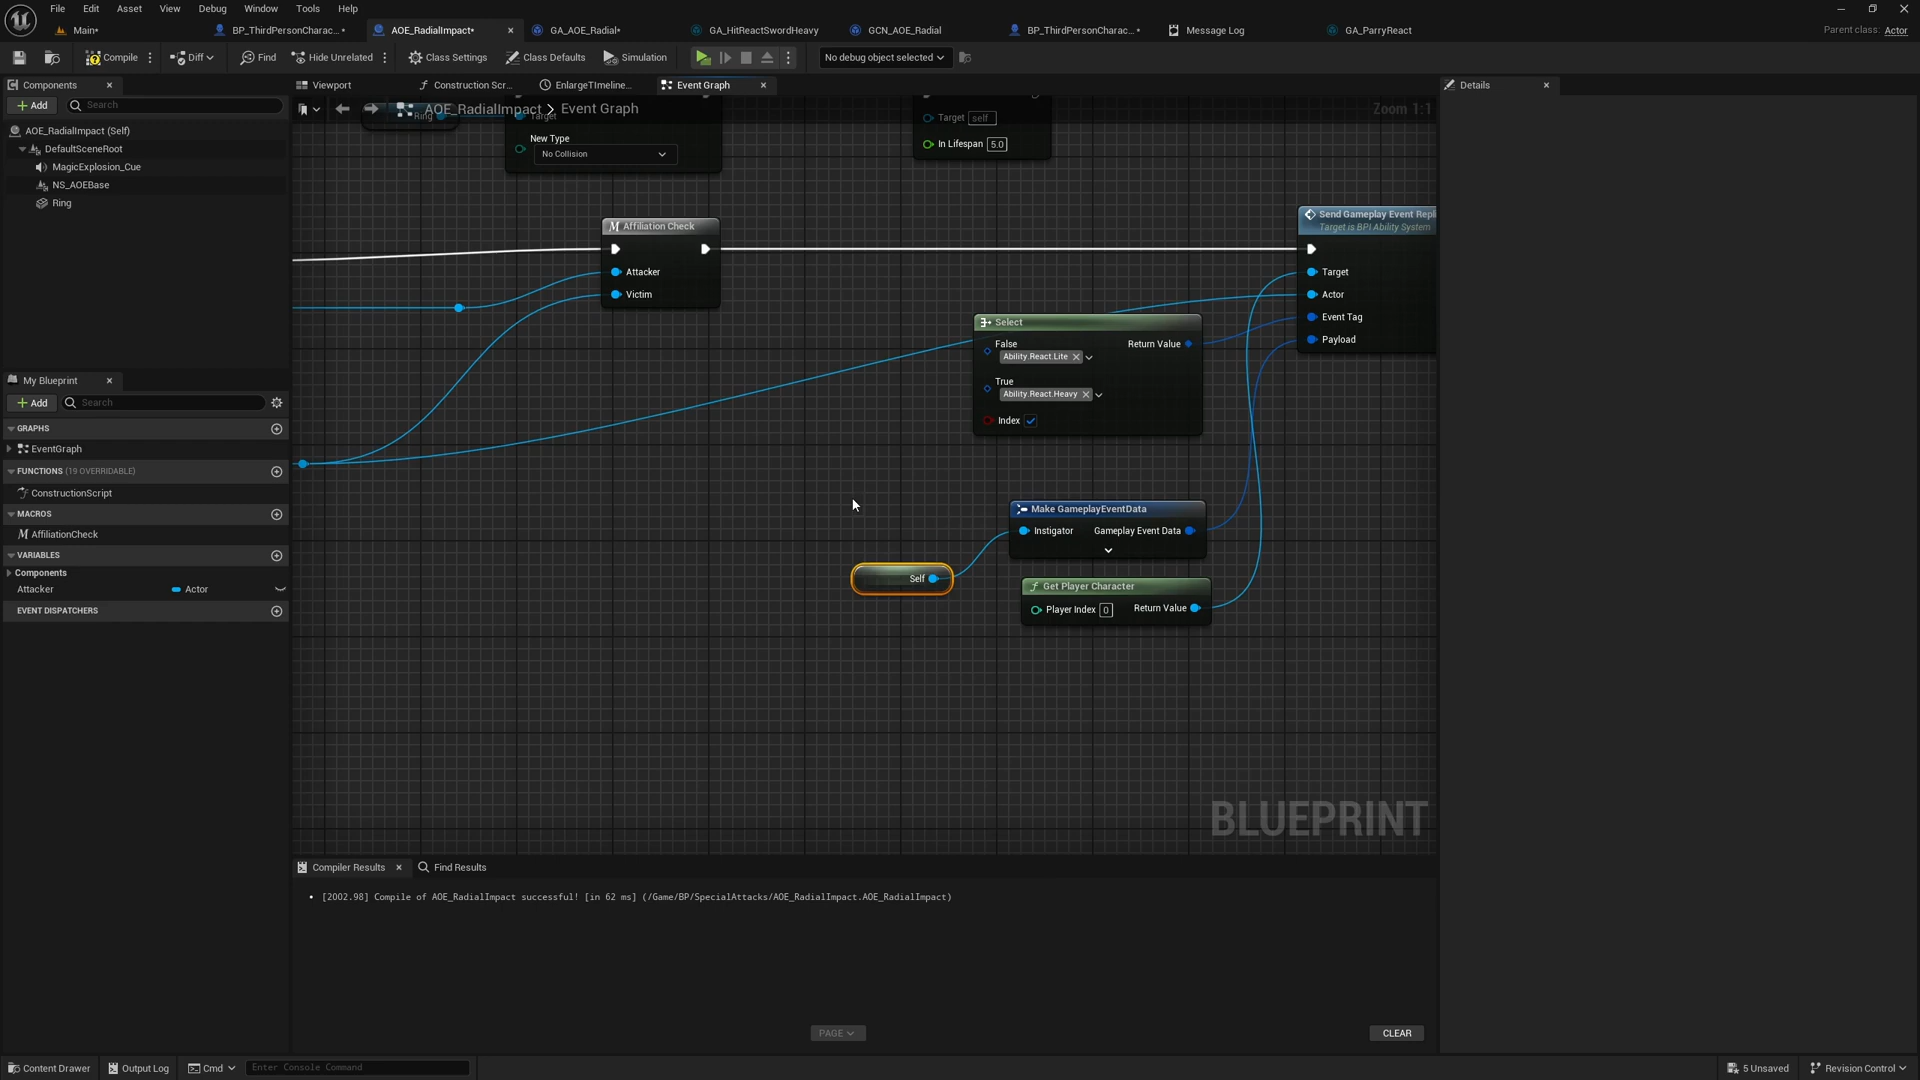 File Edit Asset View Debug Window Tools Help
Main* BP_ThirdPersonCharac...* AOE_RadialImpact* GA_AOE_Radial* GA_HitReactSwordHeavy GCN_AOE_Radial BP_ThirdPersonCharac...* Message Log GA_ParryReact Parent class: Actor
Compile Diff Find Hide Unrelated Class Settings Class Defaults Simulation No debug object selected
Components
Add Search
AOE_RadialImpact (Self)
DefaultSceneRoot
MagicExplosion_Cue
NS_AOEBase
Ring
My Blueprint
Add Search
GRAPHS
EventGraph
FUNCTIONS (19 OVERRIDABLE)
ConstructionScript
MACROS
AffiliationCheck
VARIABLES
Components
Attacker Actor
EVENT DISPATCHERS
Viewport Construction Scr... EnlargeTImeline... Event Graph
AOE_RadialImpact > Event Graph
Zoom 1:1
Ring
Target
New Type
No Collision
Target self
In Lifespan 5.0
Affiliation Check
Attacker
Victim
Select
False Return Value
Ability.React.Lite
True
Ability.React.Heavy
Index
Send Gameplay Event Repli
Target is BPI Ability System
Target
Actor
Event Tag
Payload
Make GameplayEventData
Instigator Gameplay Event Data
Self
Get Player Character
Player Index 0 Return Value
BLUEPRINT
Details
Compiler Results Find Results
[2002.98] Compile of AOE_RadialImpact successful! [in 62 ms] (/Game/BP/SpecialAttacks/AOE_RadialImpact.AOE_RadialImpact)
PAGE
CLEAR
Content Drawer Output Log Cmd Enter Console Command 5 Unsaved Revision Control